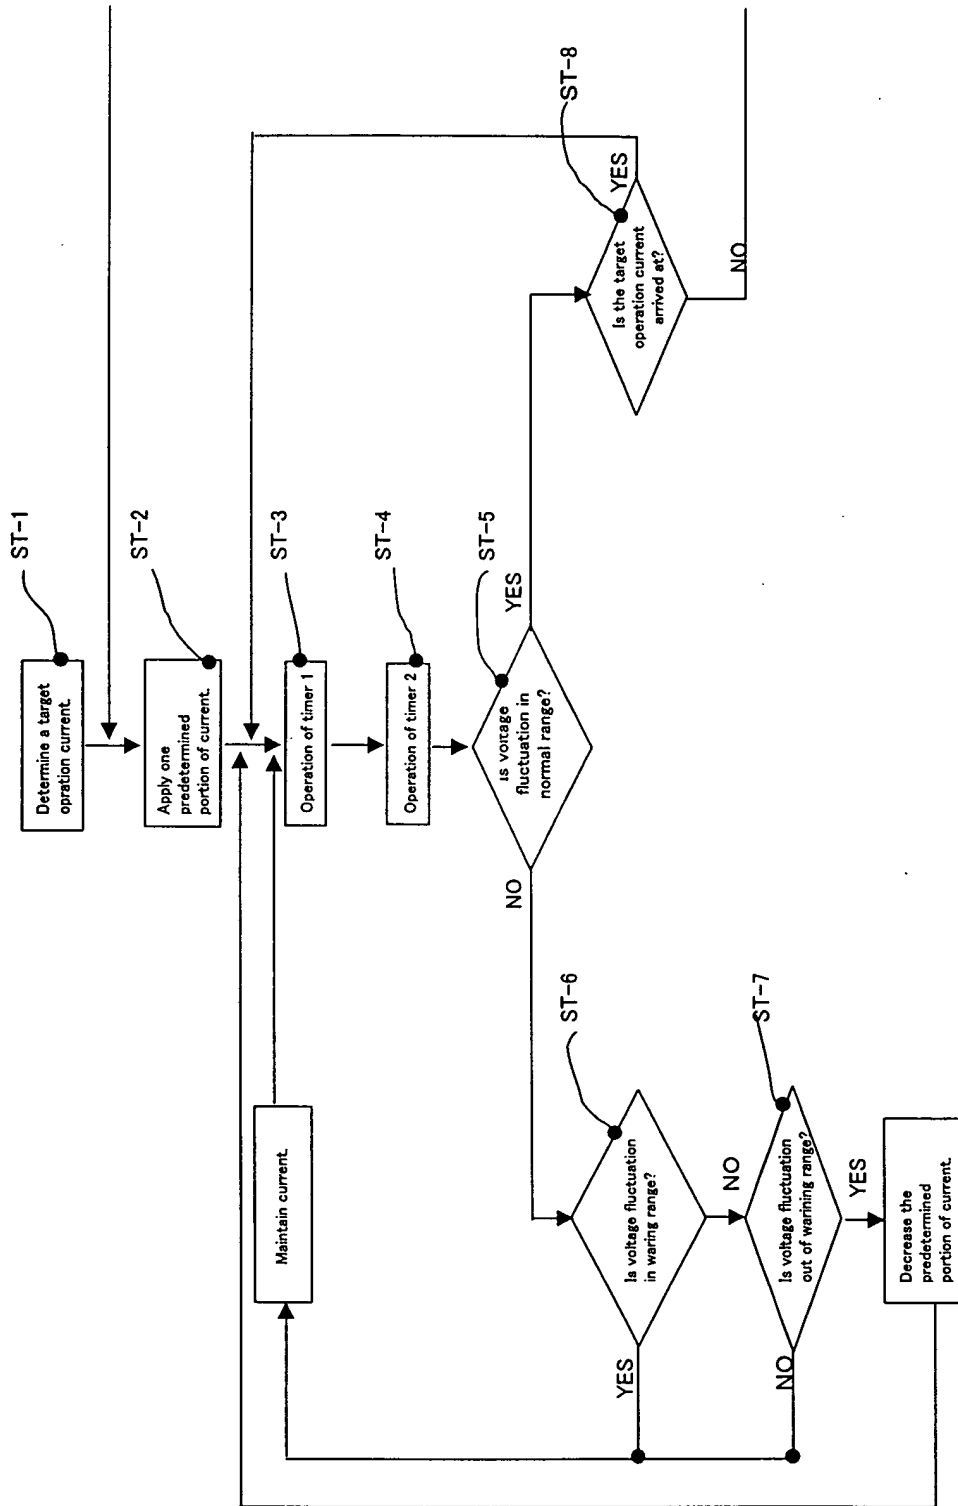 ST-1
Determine a target
opration current.
ST-2
Apply one
predetermined
portion of current.
ST-3
Operation of timer 1
ST-4
Operation of timer 2
ST-5
Is voltage
fluctuation in
normal range?
YES
NO
ST-8
Is the target
operation current
arrived at?
YES
NO
ST-6
Is voltage fluctuation
in waring range?
YES
NO
ST-7
Is voltage fluctuation
out of warining range?
NO
YES
Maintain current.
Decrease the
predetermined
portion of current.